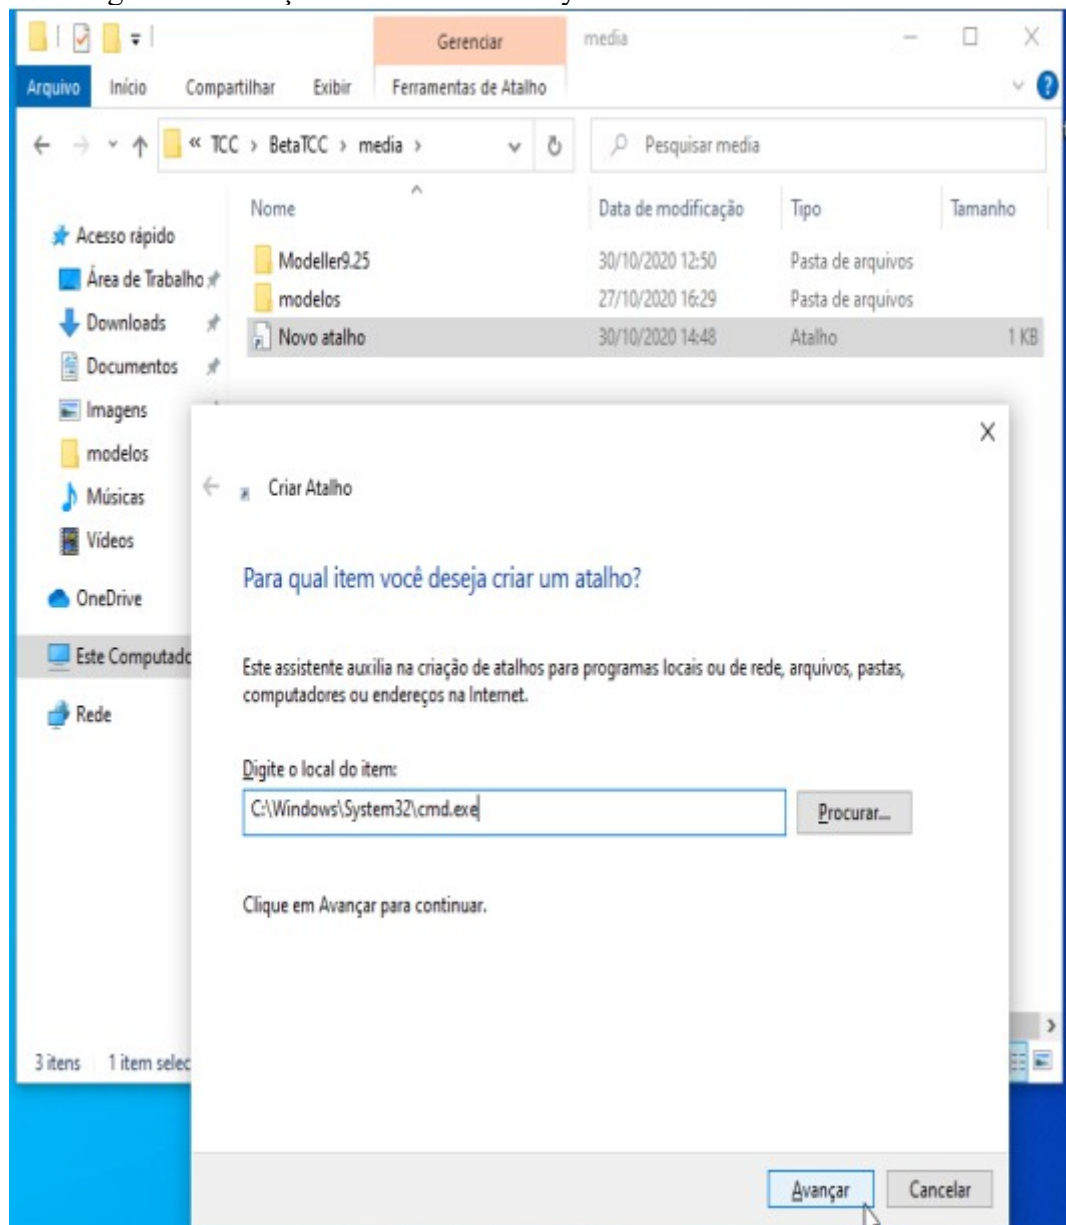 Gerenciar
media
Arquivo Início Compartilhar Exibir Ferramentas de Atalho
« TCC > BetaTCC > media >
Pesquisar media
Nome Data de modificação Tipo Tamanho
Modeller9.25 30/10/2020 12:50 Pasta de arquivos
modelos 27/10/2020 16:29 Pasta de arquivos
Novo atalho 30/10/2020 14:48 Atalho 1 KB
Acesso rápido
Área de Trabalho
Downloads
Documentos
Imagens
modelos
Músicas
Vídeos
OneDrive
Este Computado
Rede
3 itens 1 item selec
Criar Atalho
Para qual item você deseja criar um atalho?
Este assistente auxilia na criação de atalhos para programas locais ou de rede, arquivos, pastas,
computadores ou endereços na Internet.
Digite o local do item:
C:\Windows\System32\cmd.exe
Procurar...
Clique em Avançar para continuar.
Avançar Cancelar